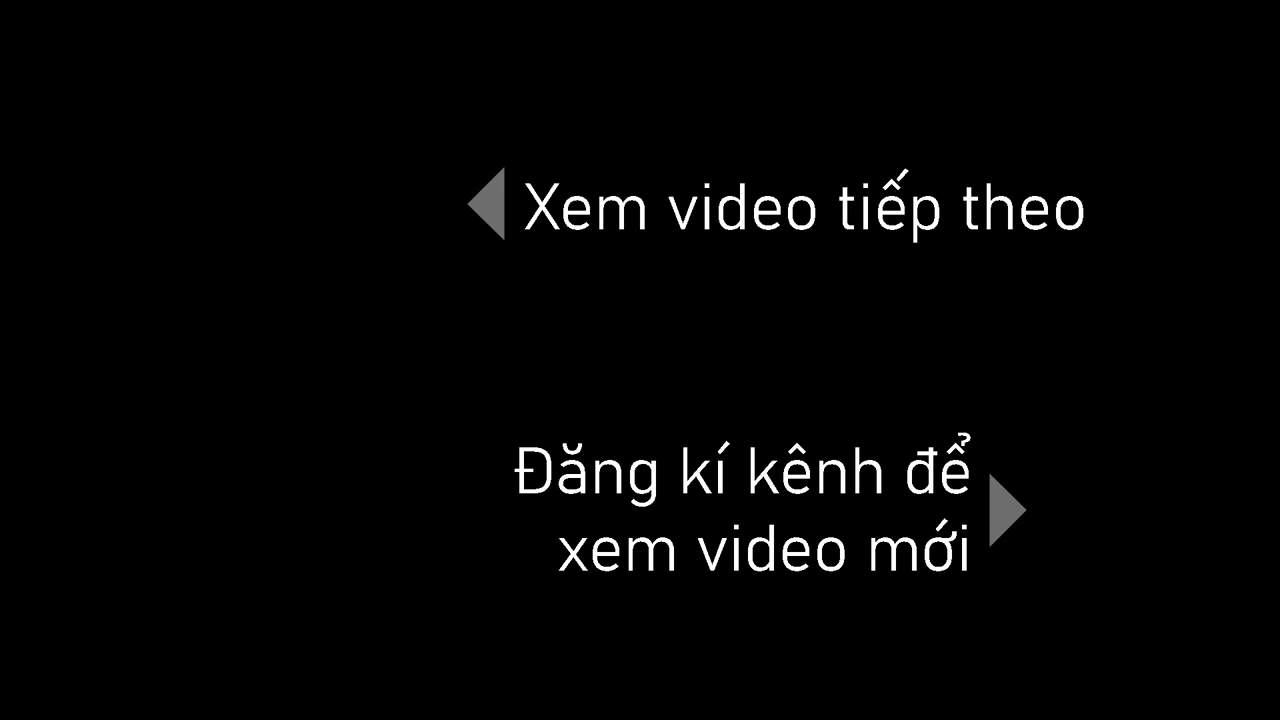 Xem video tiếp theo
Đăng kí kênh để
xem video mới